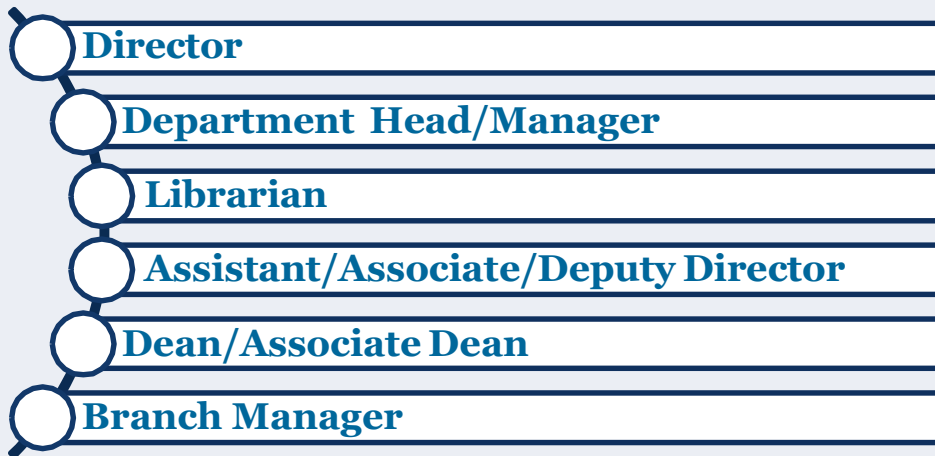 Director
Department Head/Manager
Librarian
Assistant/Associate/Deputy Director
Dean/Associate Dean
Branch Manager